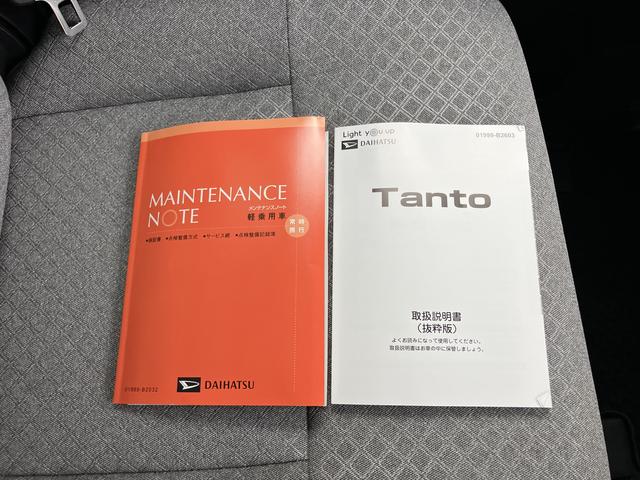 MAINTENANCE
NOTE
メンテナンスノート
軽乗用車
常時
携行
●保証書 ●点検整備方式 ●サービス網 ●点検整備記録簿
01999-B2032
DAIHATSU
Light you up
DAIHATSU
01999-B2603
Tanto
取扱説明書
（抜粋版）
よくお読みになって使用してください。
取扱説明書はお車の中に保管しましょう。